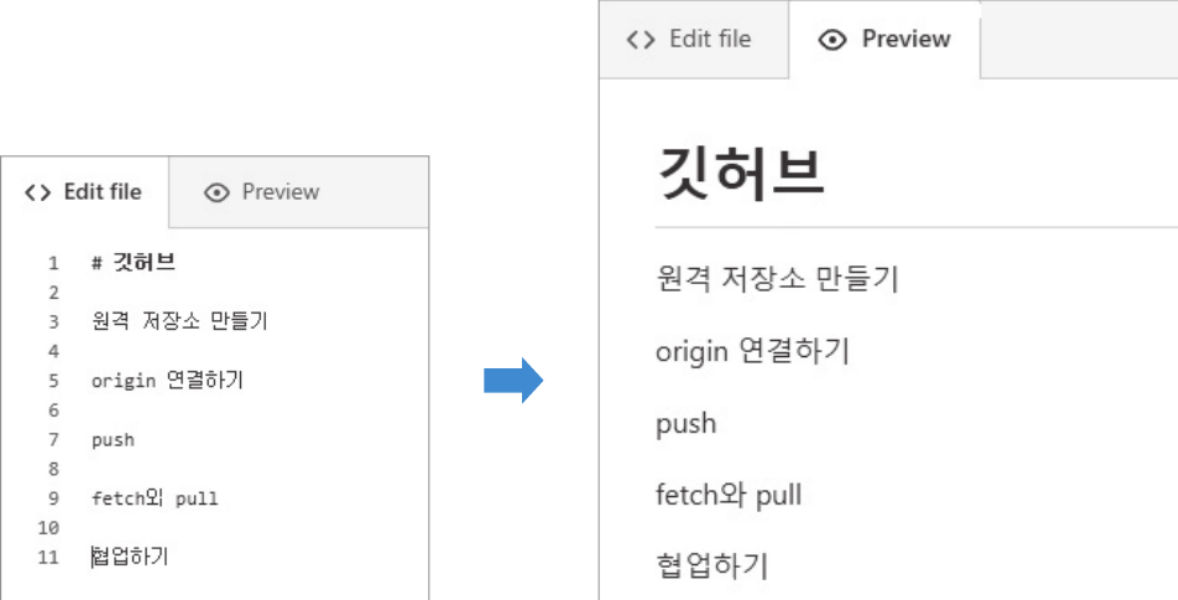 Edit file
Preview
1 # 깃허브
2
3 원격 저장소 만들기
4
5 origin 연결하기
6
7 push
8
9 fetch와 pull
10
11 협업하기
Edit file
Preview
깃허브
원격 저장소 만들기
origin 연결하기
push
fetch와 pull
협업하기